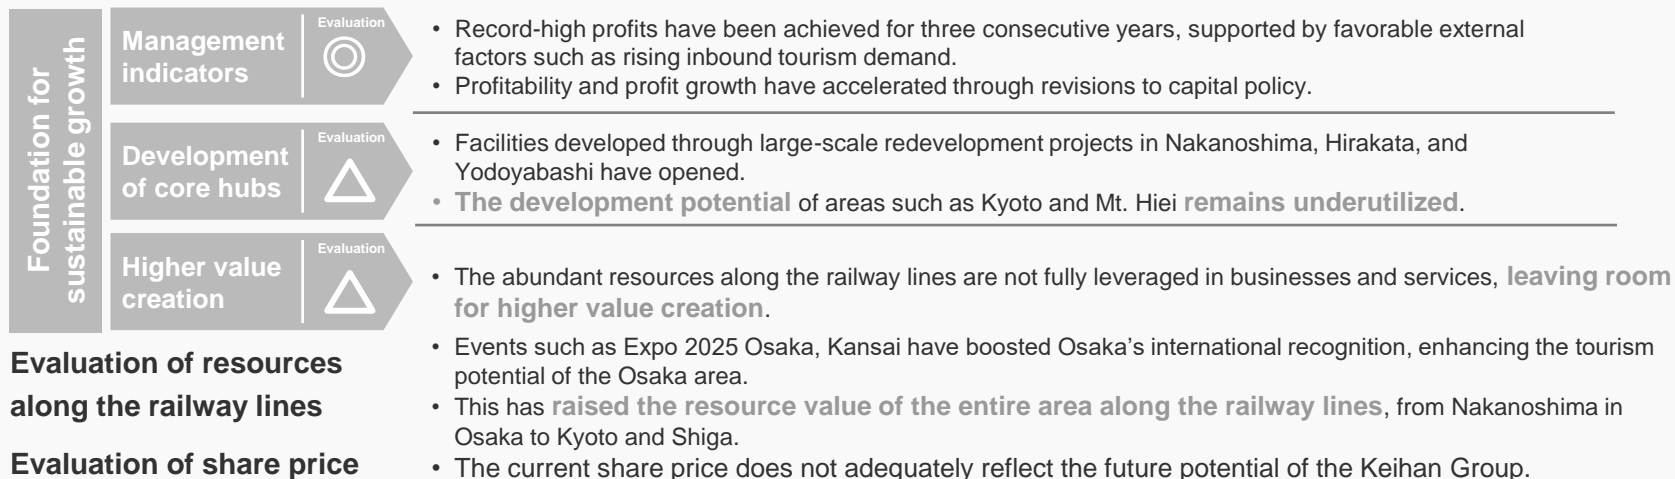 Foundation for
sustainable growth
Management
indicators
Evaluation
◎
• Record-high profits have been achieved for three consecutive years, supported by favorable external
factors such as rising inbound tourism demand.
• Profitability and profit growth have accelerated through revisions to capital policy.
Development
of core hubs
Evaluation
△
• Facilities developed through large-scale redevelopment projects in Nakanoshima, Hirakata, and
Yodoyabashi have opened.
• The development potential of areas such as Kyoto and Mt. Hiei remains underutilized.
Higher value
creation
Evaluation
△
• The abundant resources along the railway lines are not fully leveraged in businesses and services, leaving room
for higher value creation.
Evaluation of resources
along the railway lines
• Events such as Expo 2025 Osaka, Kansai have boosted Osaka’s international recognition, enhancing the tourism
potential of the Osaka area.
• This has raised the resource value of the entire area along the railway lines, from Nakanoshima in
Osaka to Kyoto and Shiga.
Evaluation of share price
• The current share price does not adequately reflect the future potential of the Keihan Group.